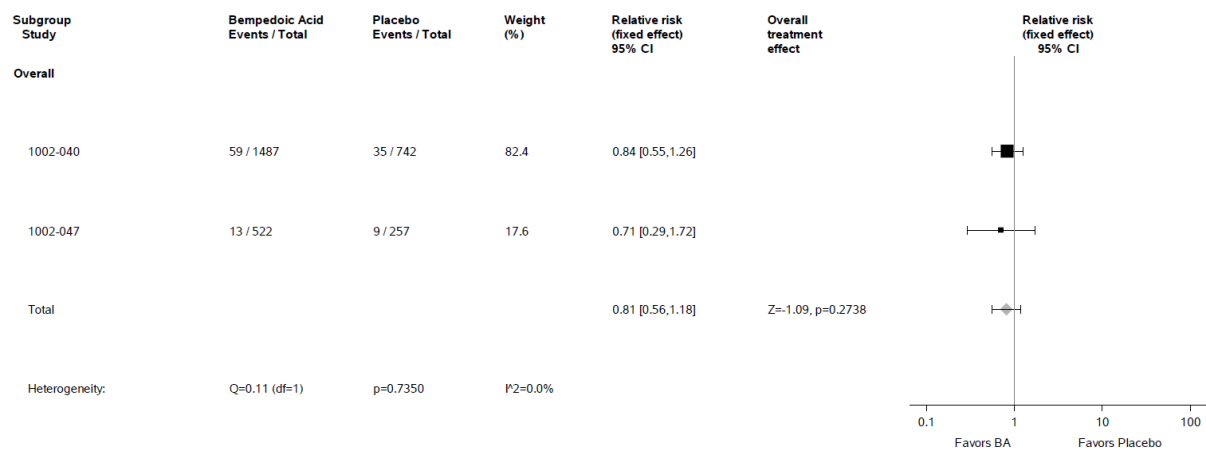 Subgroup Bempedoic Acid Placebo Weight Relative risk Overall Relative risk
Study Events / Total Events / Total (%) (fixed effect) treatment (fixed effect)
95% CI effect 95% CI
Overall
1002-040 59 / 1487 35 / 742 82.4 0.84 [0.55,1.26]
1002-047 13 / 522 9 / 257 17.6 0.71 [0.29,1.72]
Total 0.81 [0.56,1.18] Z=-1.09, p=0.2738
Heterogeneity: Q=0.11 (df=1) p=0.7350 I^2=0.0%
0.1 1 10 100
Favors BA Favors Placebo